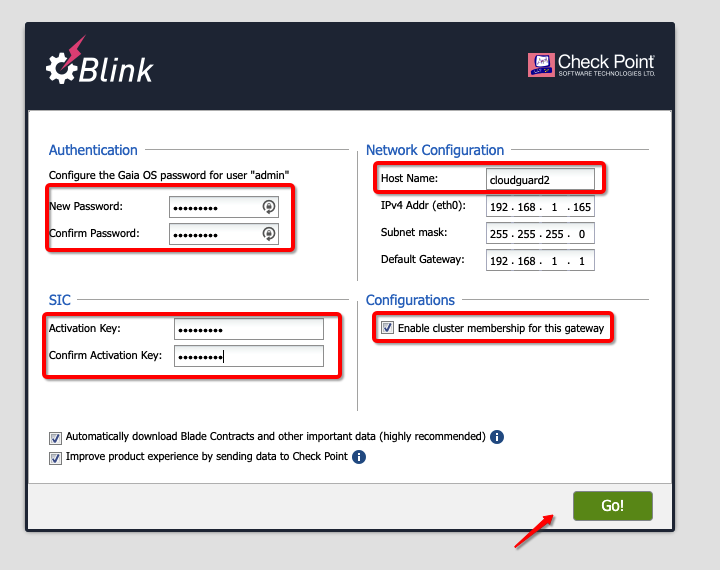 Blink
Check Point
SOFTWARE TECHNOLOGIES LTD.
Authentication
Configure the Gaia OS password for user "admin"
New Password: •••••••••
Confirm Password: •••••••••
Network Configuration
Host Name: cloudguard2
IPv4 Addr (eth0): 192 . 168 . 1 . 165
Subnet mask: 255 . 255 . 255 . 0
Default Gateway: 192 . 168 . 1 . 1
SIC
Activation Key: •••••••••
Confirm Activation Key: •••••••••
Configurations
Enable cluster membership for this gateway
Automatically download Blade Contracts and other important data (highly recommended) i
Improve product experience by sending data to Check Point i
Go!